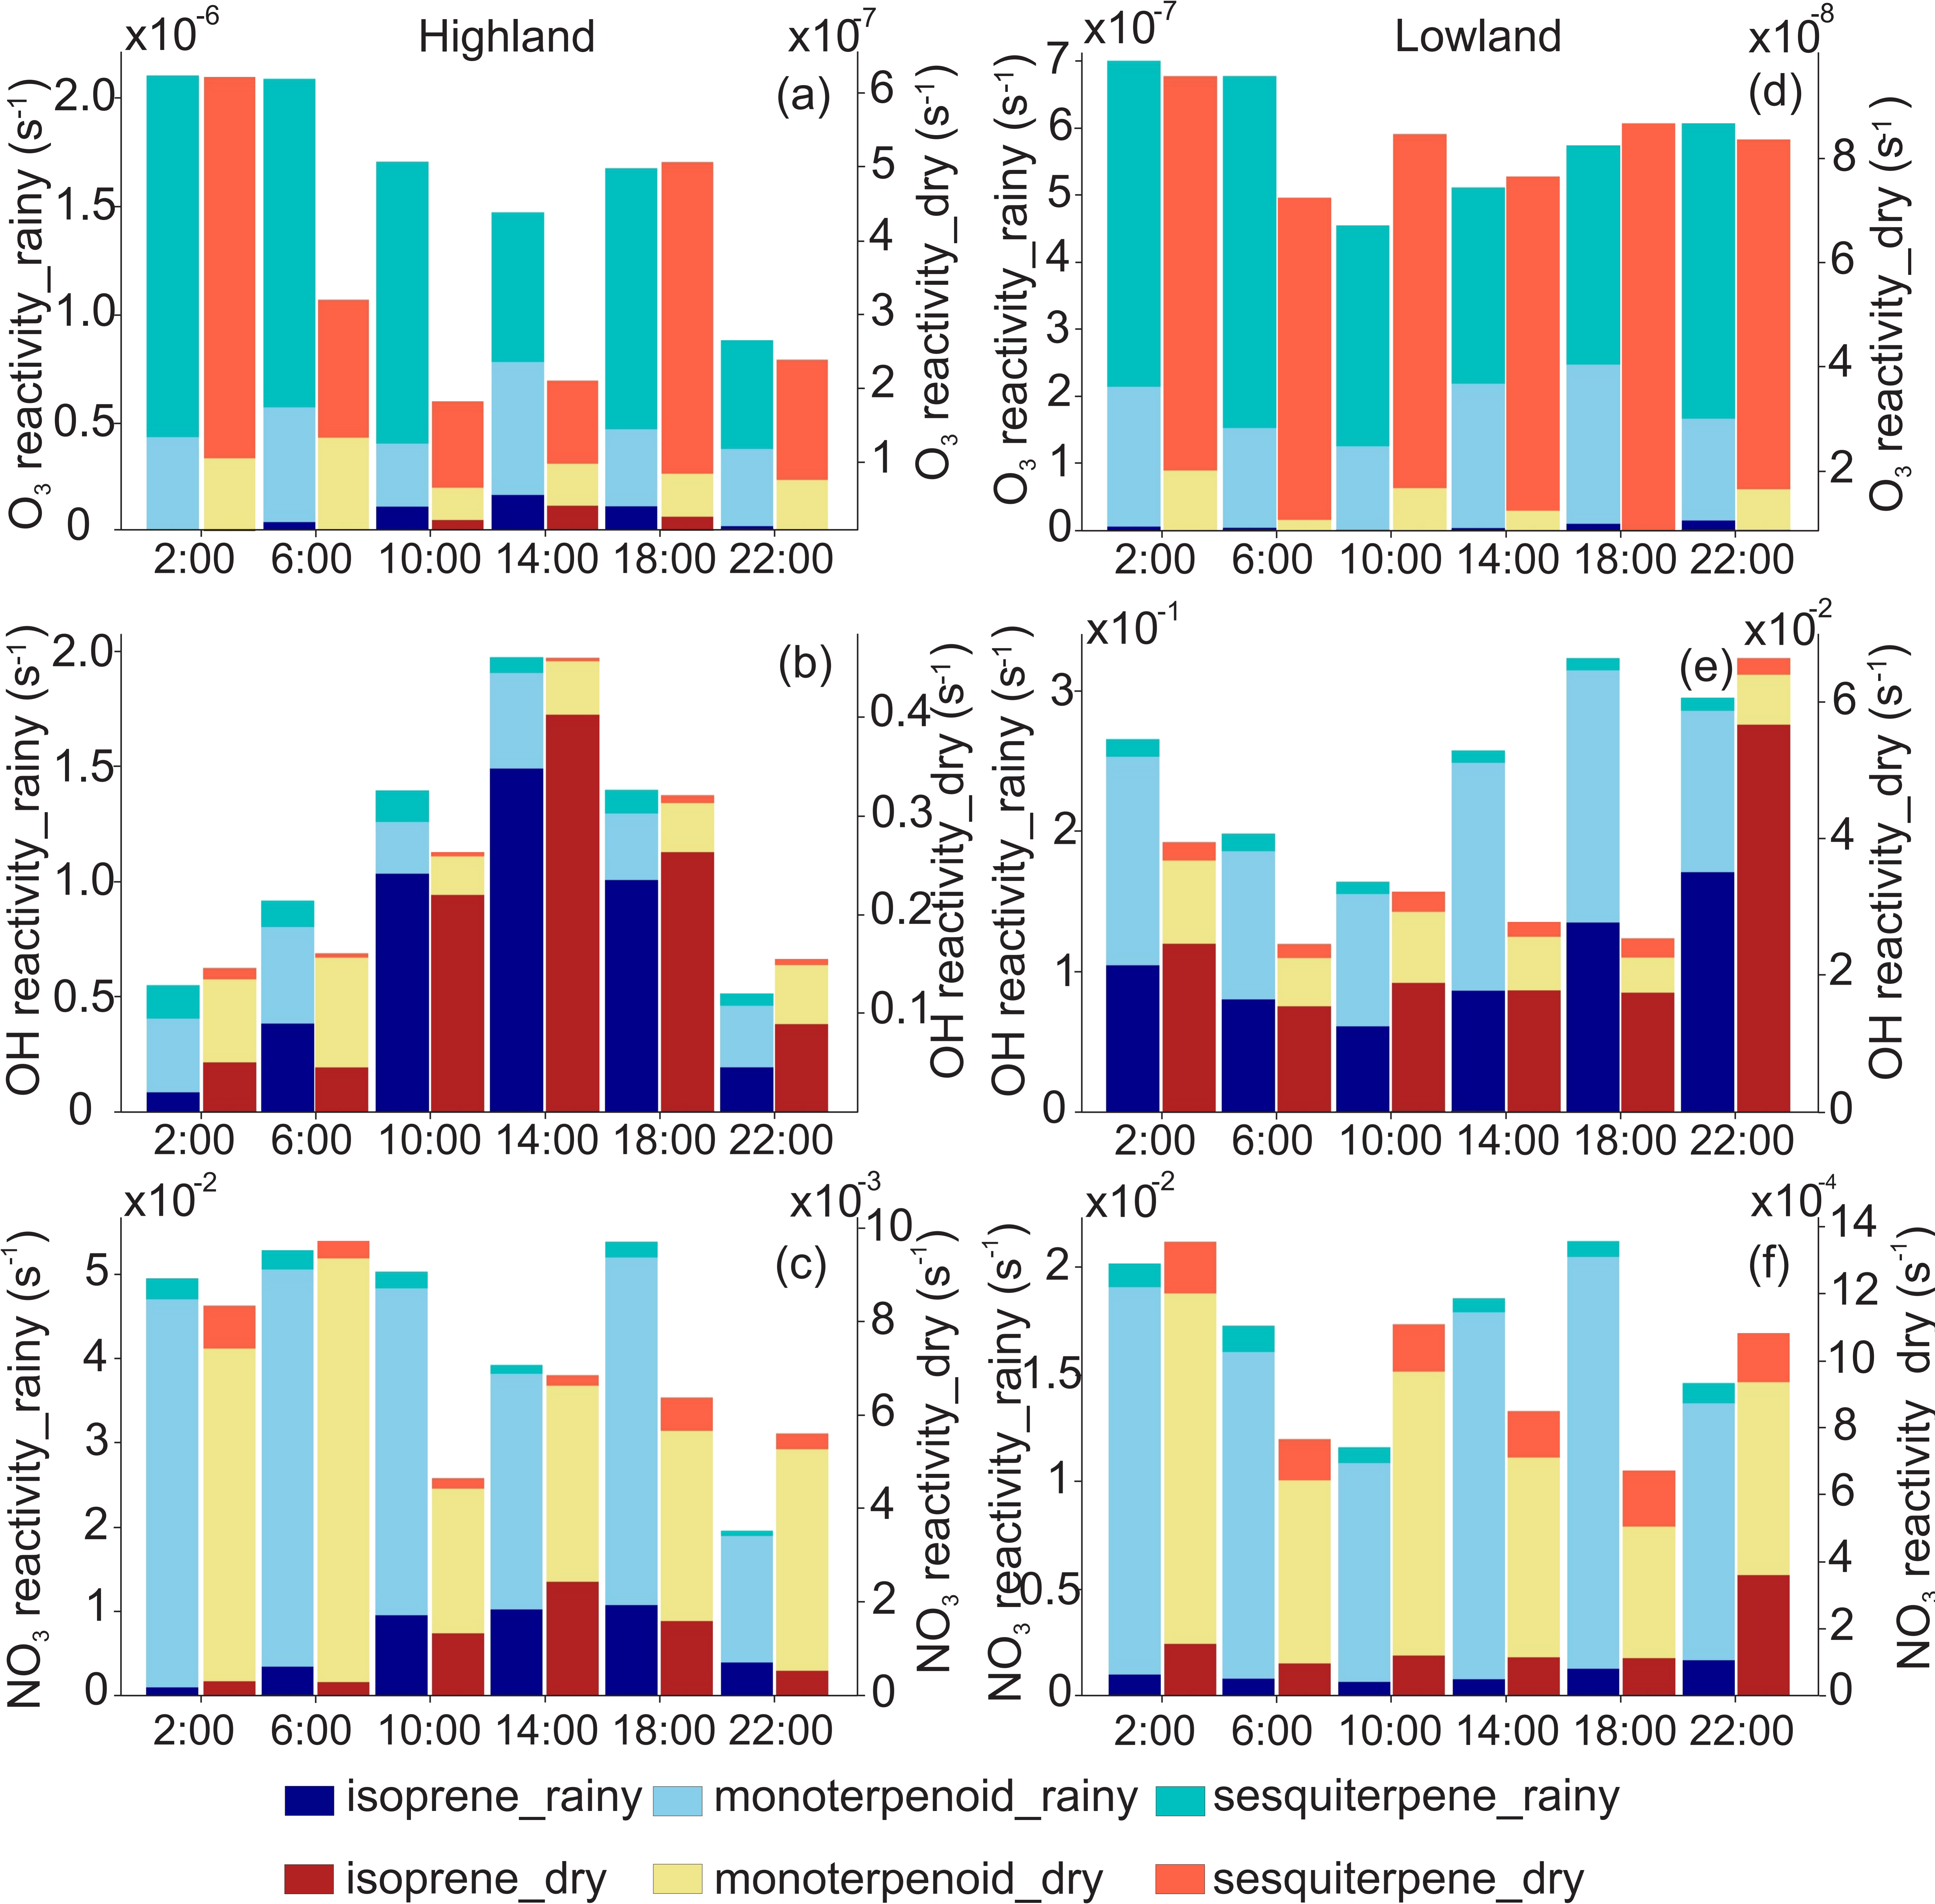 Highland
Lowland
x10^-6
x10^-7
(a)
O3 reactivity_rainy (s^-1)
2.0
1.5
1.0
0.5
0
O3 reactivity_dry (s^-1)
6
5
4
3
2
1
2:00 6:00 10:00 14:00 18:00 22:00
x10^-7
x10^-8
(d)
O3 reactivity_rainy (s^-1)
7
6
5
4
3
2
1
0
O3 reactivity_dry (s^-1)
8
6
4
2
2:00 6:00 10:00 14:00 18:00 22:00
(b)
OH reactivity_rainy (s^-1)
2.0
1.5
1.0
0.5
0
OH reactivity_dry (s^-1)
0.4
0.3
0.2
0.1
2:00 6:00 10:00 14:00 18:00 22:00
x10^-1
x10^-2
(e)
OH reactivity_rainy (s^-1)
3
2
1
0
OH reactivity_dry (s^-1)
6
4
2
0
2:00 6:00 10:00 14:00 18:00 22:00
x10^-2
x10^-3
(c)
NO3 reactivity_rainy (s^-1)
5
4
3
2
1
0
NO3 reactivity_dry (s^-1)
10
8
6
4
2
0
2:00 6:00 10:00 14:00 18:00 22:00
x10^-2
x10^-4
(f)
NO3 reactivity_rainy (s^-1)
2
1.5
1
0.5
0
NO3 reactivity dry (s^-1)
14
12
10
8
6
4
2
0
2:00 6:00 10:00 14:00 18:00 22:00
isoprene_rainy monoterpenoid_rainy sesquiterpene_rainy
isoprene_dry monoterpenoid_dry sesquiterpene_dry